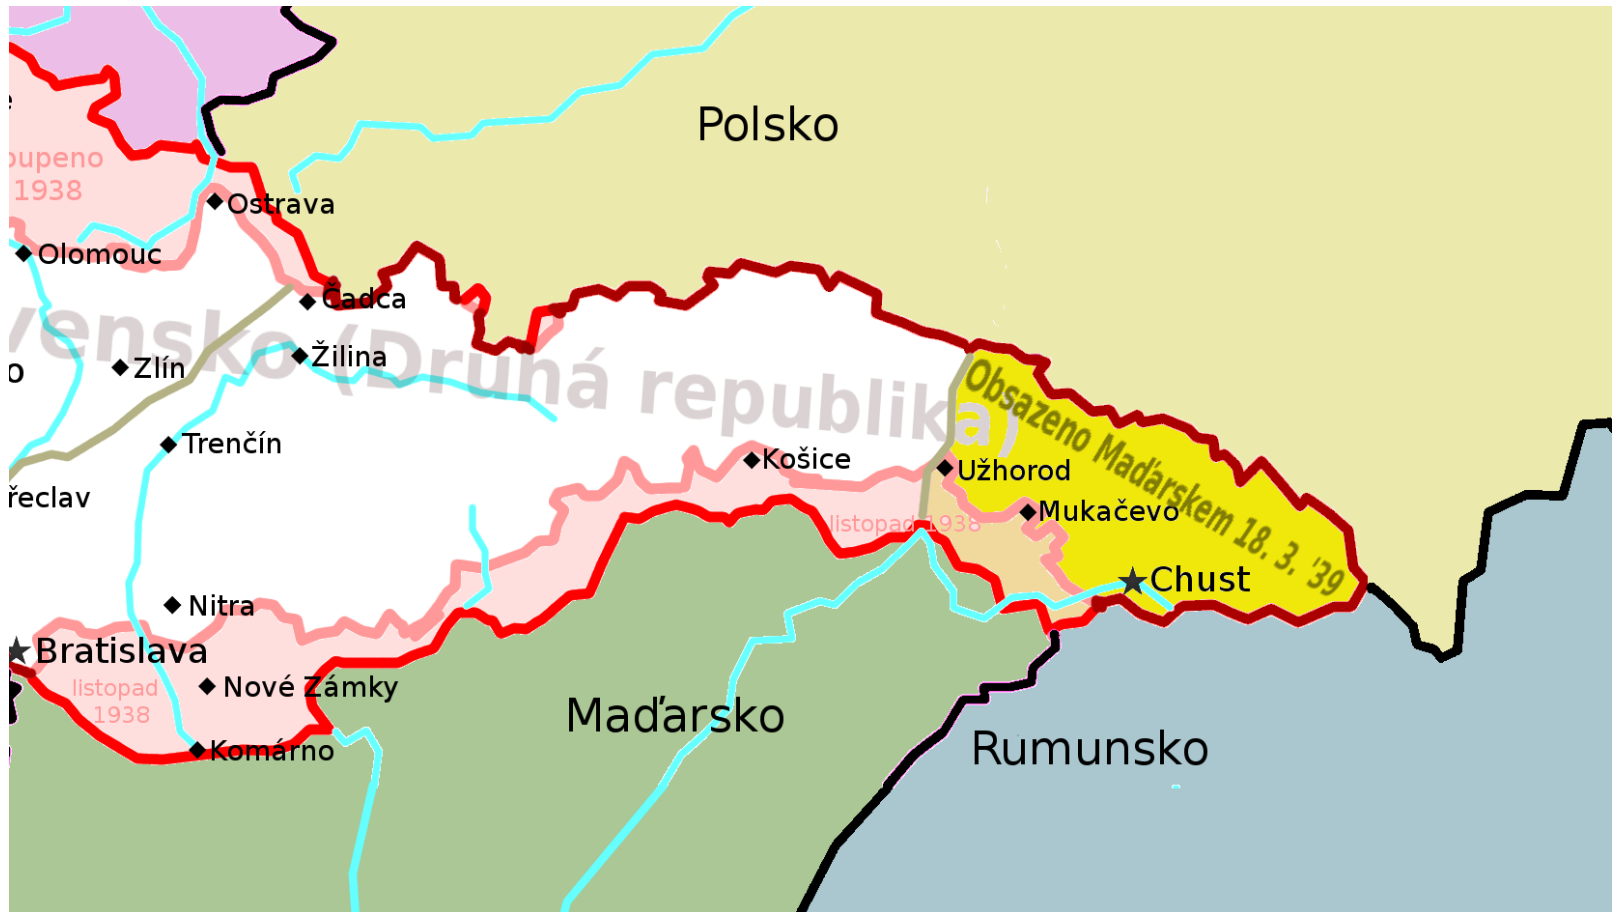 Polsko
oupeno
1938
Ostrava
Olomouc
Čadca
vensko (Druhá republika)
Žilina
Zlín
o
Obsazeno Maďarskem 18. 3. '39
Trenčín
Košice
Užhorod
řeclav
Mukačevo
listopad 1938
Chust
Nitra
Bratislava
Nové Zámky
listopad
1938
Maďarsko
Komárno
Rumunsko